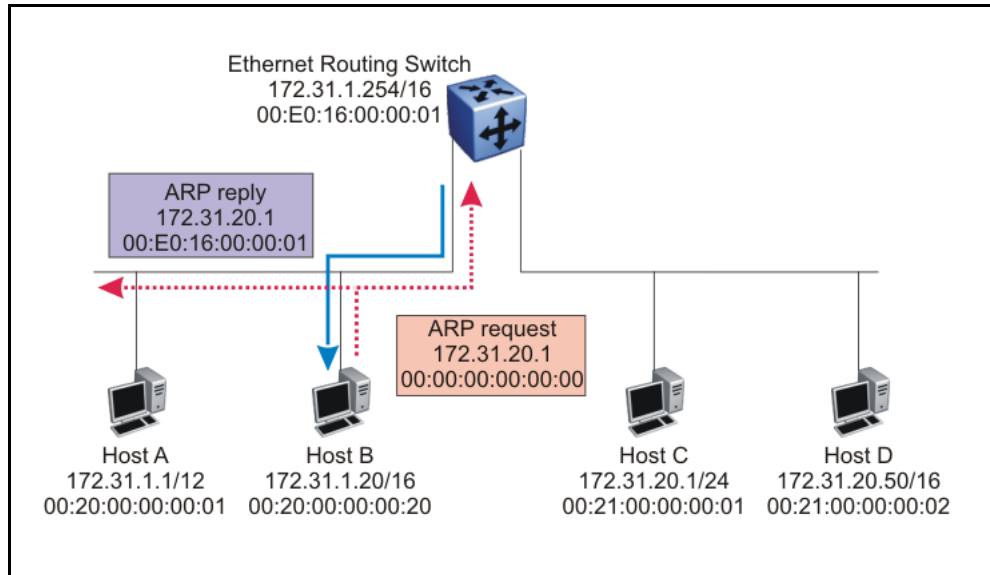 Ethernet Routing Switch
172.31.1.254/16
00:E0:16:00:00:01
ARP reply
172.31.20.1
00:E0:16:00:00:01
ARP request
172.31.20.1
00:00:00:00:00:00
Host A
172.31.1.1/12
00:20:00:00:00:01
Host B
172.31.1.20/16
00:20:00:00:00:20
Host C
172.31.20.1/24
00:21:00:00:00:01
Host D
172.31.20.50/16
00:21:00:00:00:02